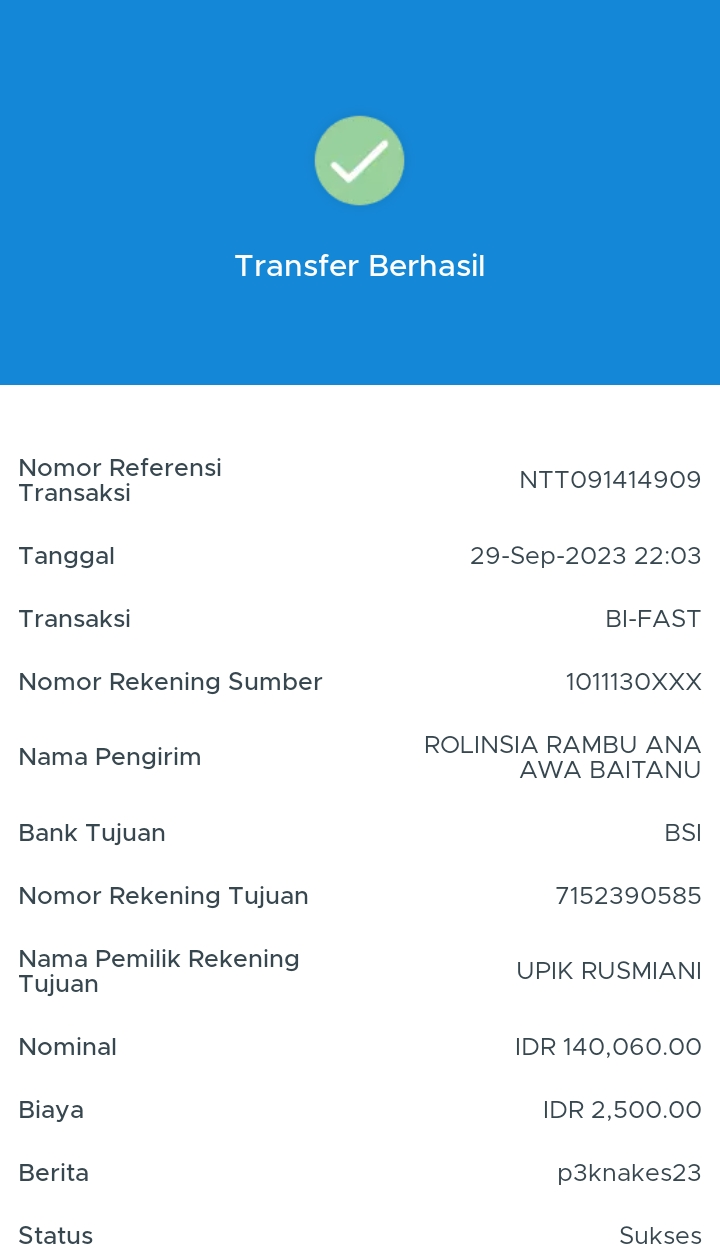 Transfer Berhasil
Nomor Referensi
Transaksi
NTT091414909
Tanggal
29-Sep-2023 22:03
Transaksi
BI-FAST
Nomor Rekening Sumber
1011130XXX
Nama Pengirim
ROLINSIA RAMBU ANA
AWA BAITANU
Bank Tujuan
BSI
Nomor Rekening Tujuan
7152390585
Nama Pemilik Rekening
Tujuan
UPIK RUSMIANI
Nominal
IDR 140,060.00
Biaya
IDR 2,500.00
Berita
p3knakes23
Status
Sukses